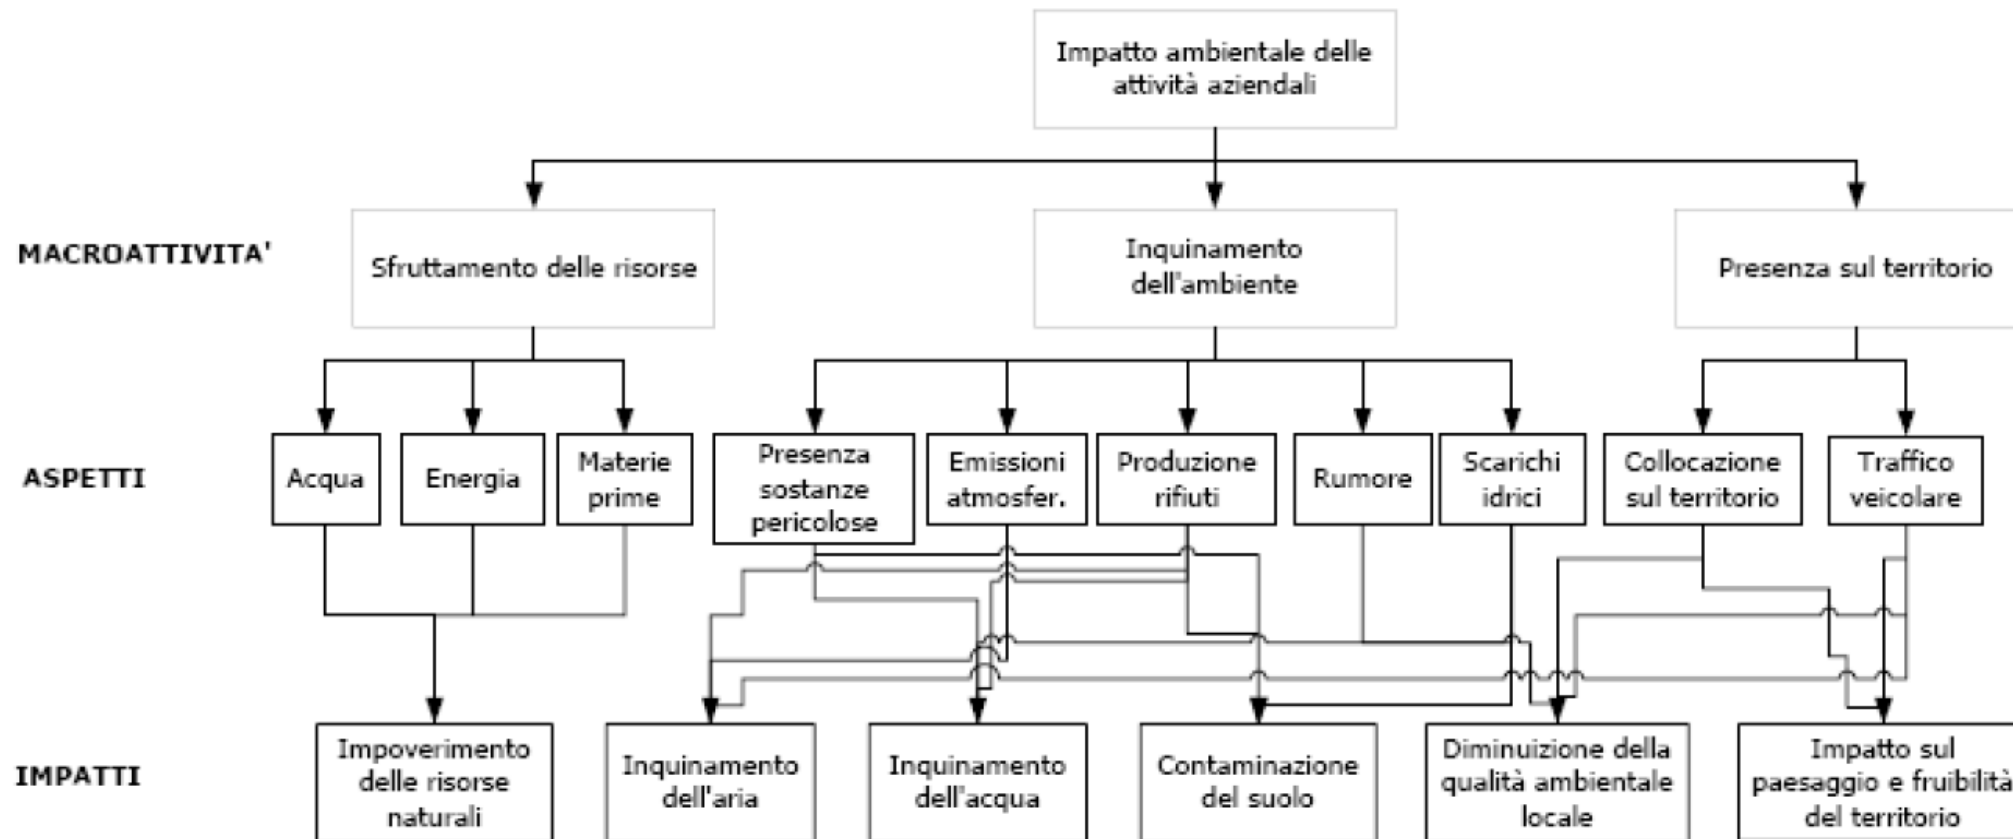 Impatto ambientale delle
attività aziendali
MACROATTIVITA'
Sfruttamento delle risorse
Inquinamento
dell'ambiente
Presenza sul territorio
ASPETTI
Acqua
Energia
Materie
prime
Presenza
sostanze
pericolose
Emissioni
atmosfer.
Produzione
rifiuti
Rumore
Scarichi
idrici
Collocazione
sul territorio
Traffico
veicolare
IMPATTI
Impoverimento
delle risorse
naturali
Inquinamento
dell'aria
Inquinamento
dell'acqua
Contaminazione
del suolo
Diminuizione della
qualità ambientale
locale
Impatto sul
paesaggio e fruibilità
del territorio